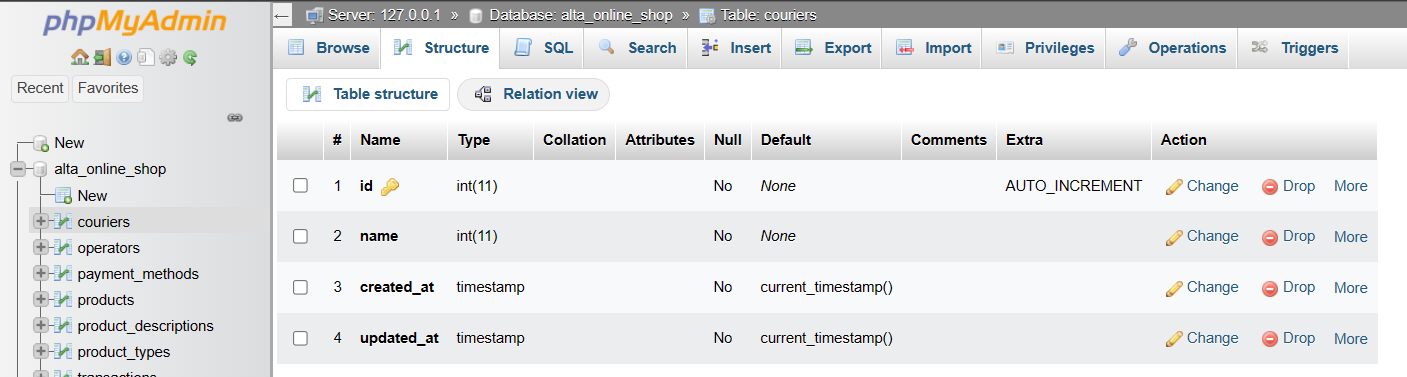 phpMyAdmin
Recent Favorites
New
alta_online_shop
New
couriers
operators
payment_methods
products
product_descriptions
product_types
transactions
Server: 127.0.0.1 » Database: alta_online_shop » Table: couriers
Browse Structure SQL Search Insert Export Import Privileges Operations Triggers
Table structure Relation view
# Name Type Collation Attributes Null Default Comments Extra Action
1 id int(11) No None AUTO_INCREMENT Change Drop More
2 name int(11) No None Change Drop More
3 created_at timestamp No current_timestamp() Change Drop More
4 updated_at timestamp No current_timestamp() Change Drop More